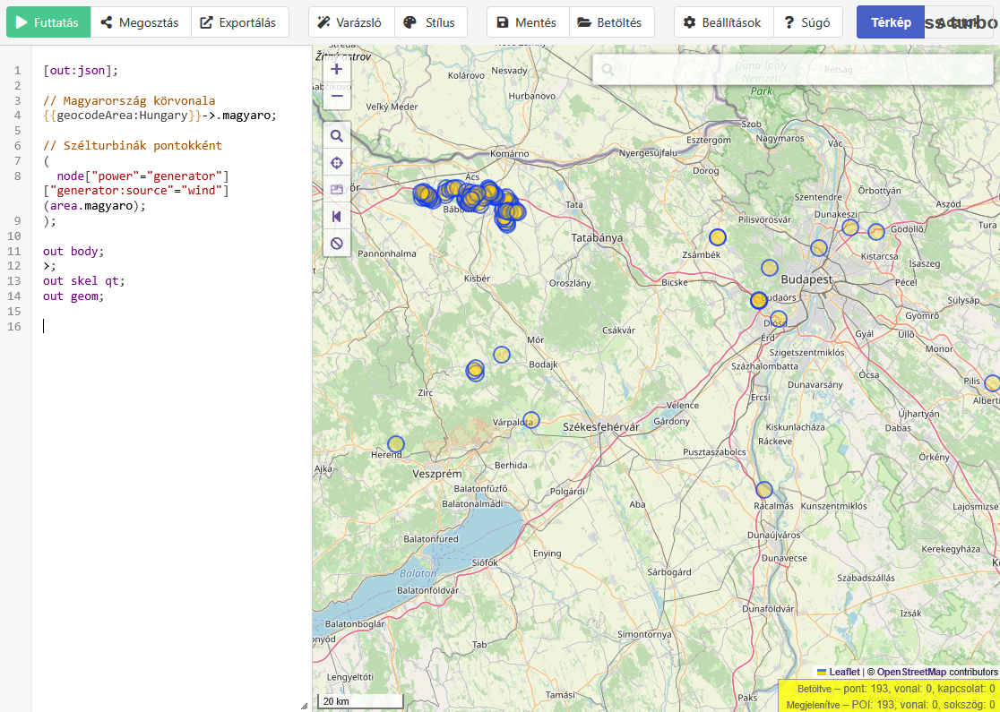 Futtatás
Megosztás
Exportálás
Varázsló
Stílus
Mentés
Betöltés
Beállítások
Súgó
Térkép
ss turbo
1 [out:json];
2
3 // Magyarország körvonala
4 {{geocodeArea:Hungary}}->.magyaro;
5
6 // Szélturbinák pontokként
7 (
8 node["power"="generator"]
["generator:source"="wind"]
(area.magyaro);
9 );
10
11 out body;
12 >;
13 out skel qt;
14 out geom;
15
16
Žitný ostrov
Kolárovo
Nesvady
Hurbanovo
Veľký Meder
Duna-Ipoly
Nemzeti
Park
Rétság
Szob
Nagymaros
Vác
Esztergom
Nyergesújfalu
Komárno
Dorog
Ács
Tata
Szentendre
Őrbottyán
Aszód
Dunakeszi
Pilisvörösvár
Tura
Gödöllő
Tatabánya
Zsámbék
Kistarcsa
Isaszeg
Pannonhalma
Kisbér
Oroszlány
Bicske
Budapest
Pécel
Budaörs
Sülysáp
Gyömrő
Diósd
Érd
Gyál
Üllő
Csákvár
Mór
Bodajk
Szigetszentmiklós
Monor
Százhalombatta
Ócsa
Pilis
Dunavarsány
Zirc
Ercsi
Velence
Gárdony
Várpalota
Székesfehérvár
Újhartyán
Dabas
Kiskunlacháza
Ráckeve
Pusztaszabolcs
Örkény
Herend
Ajka
Veszprém
Berhida
Balatonfűzfő
Balatonalmádi
Polgárdi
Aba
Rácalmás
Kunszentmiklós
Lajosmizse
Dunaújváros
Balatonfüred
Enying
Kerekegyháza
Dunavecse
Siófok
Sárbogárd
Szabadszállás
Balaton
Balatonföldvár
Dunaföldvár
Izsák
Balatonboglár
Simontornya
Tab
Lengyeltóti
Tamási
Paks
20 km
Leaflet | © OpenStreetMap contributors
Betöltve – pont: 193, vonal: 0, kapcsolat: 0
Megjelenítve – POI: 193, vonal: 0, sokszög: 0